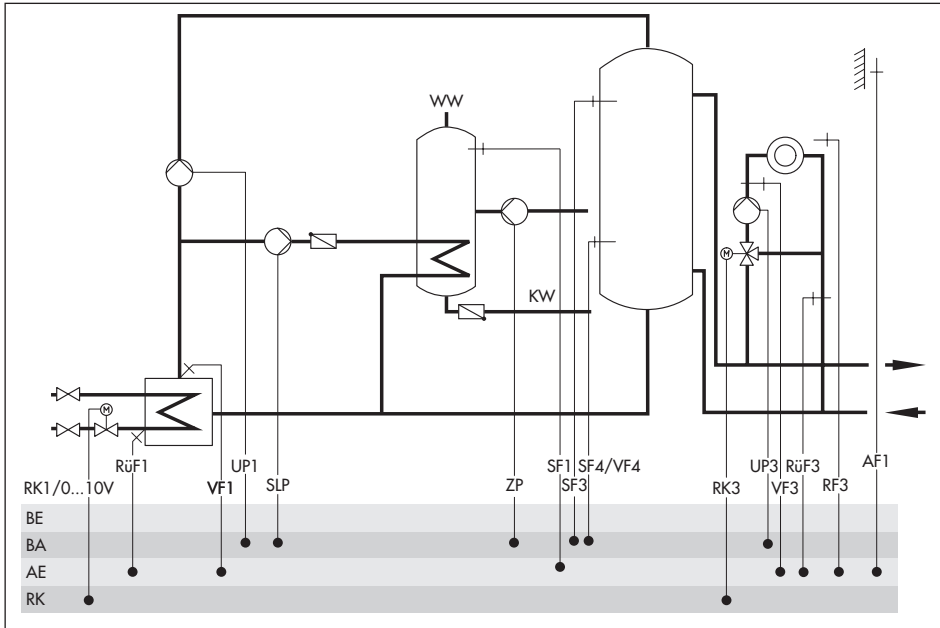 WW
KW
M
M
RüF1
UP1
SF1
SF4/VF4
UP3
RüF3
AF1
RK1/0...10V
VF1
SLP
ZP
SF3
RK3
VF3
RF3
BE
BA
AE
RK